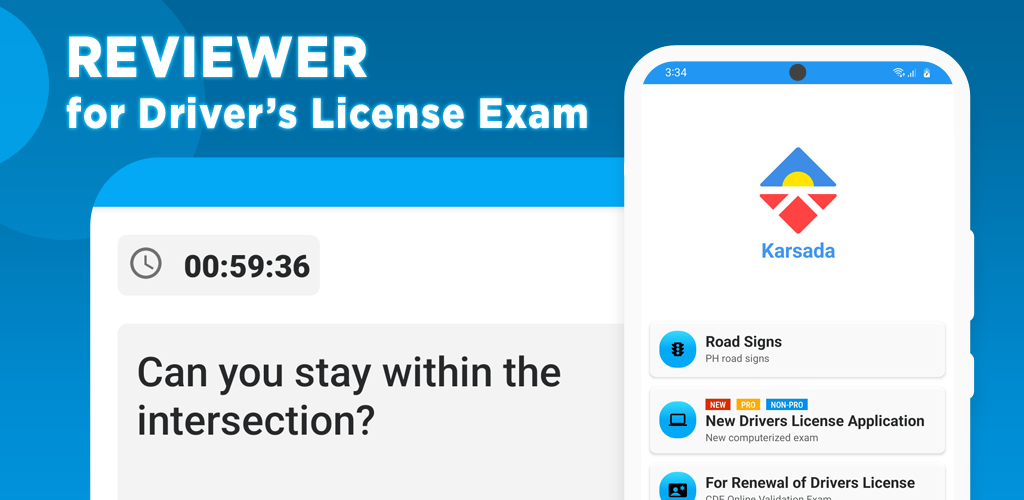 REVIEWER
for Driver’s License Exam
00:59:36
Can you stay within the
intersection?
3:34
Karsada
Road Signs
PH road signs
NEW PRO NON-PRO
New Drivers License Application
New computerized exam
For Renewal of Drivers License
CDE Online Validation Exam